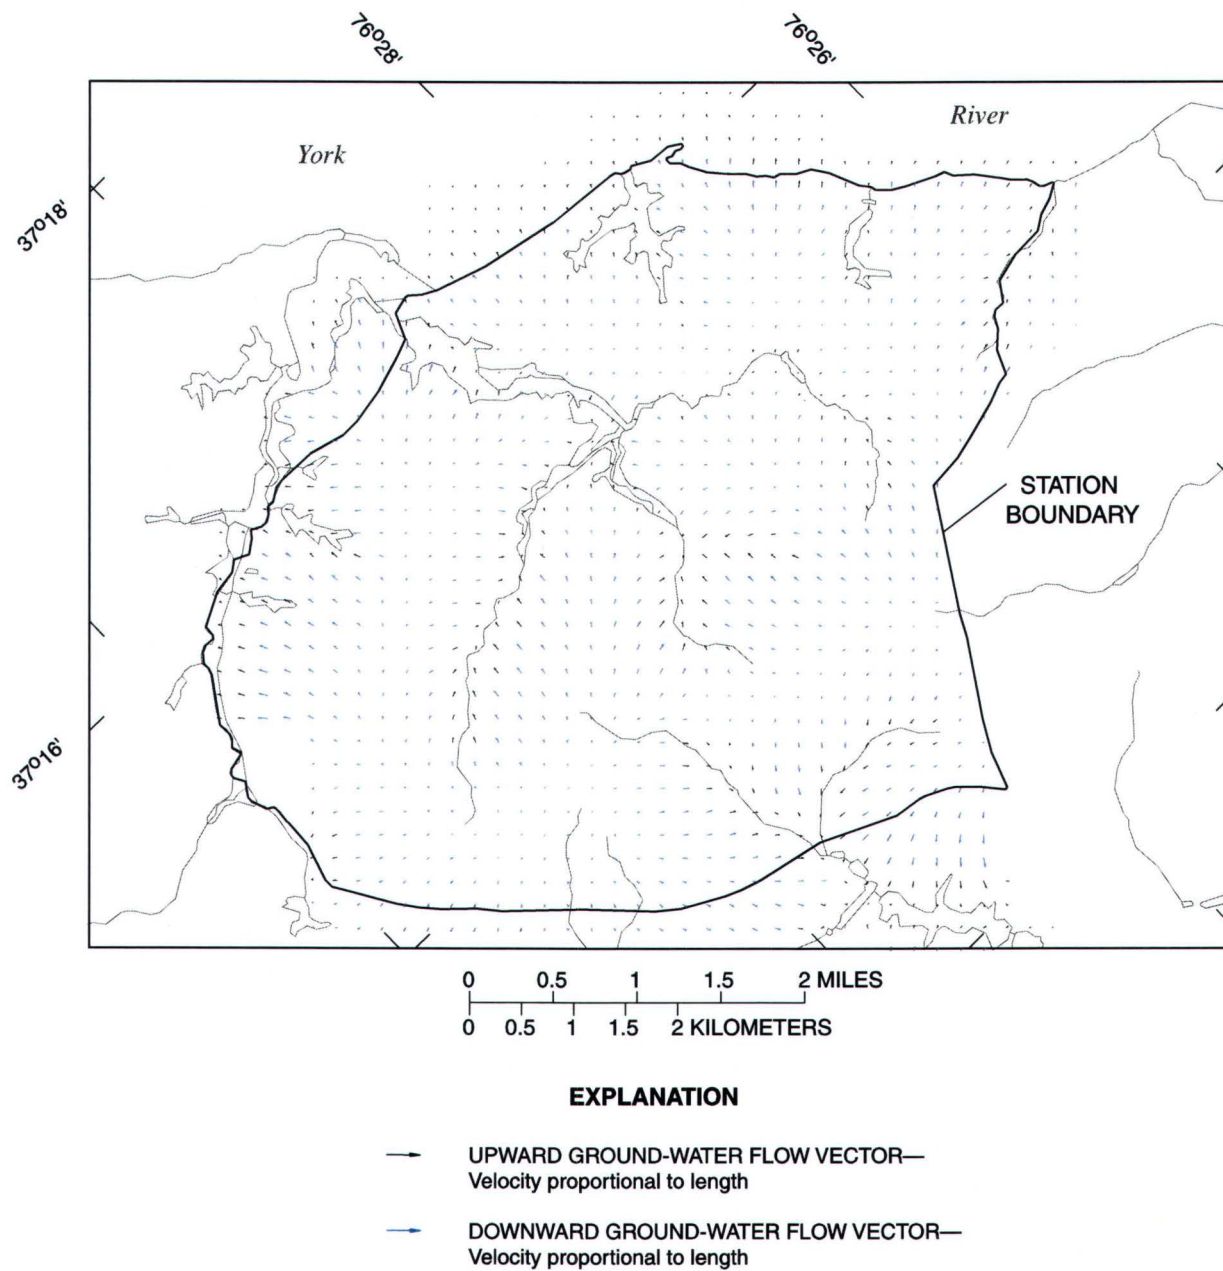 76°28'
76°26'
River
York
37°18'
STATION
BOUNDARY
37°16'
0 0.5 1 1.5 2 MILES
0 0.5 1 1.5 2 KILOMETERS
EXPLANATION
UPWARD GROUND-WATER FLOW VECTOR—
Velocity proportional to length
DOWNWARD GROUND-WATER FLOW VECTOR—
Velocity proportional to length